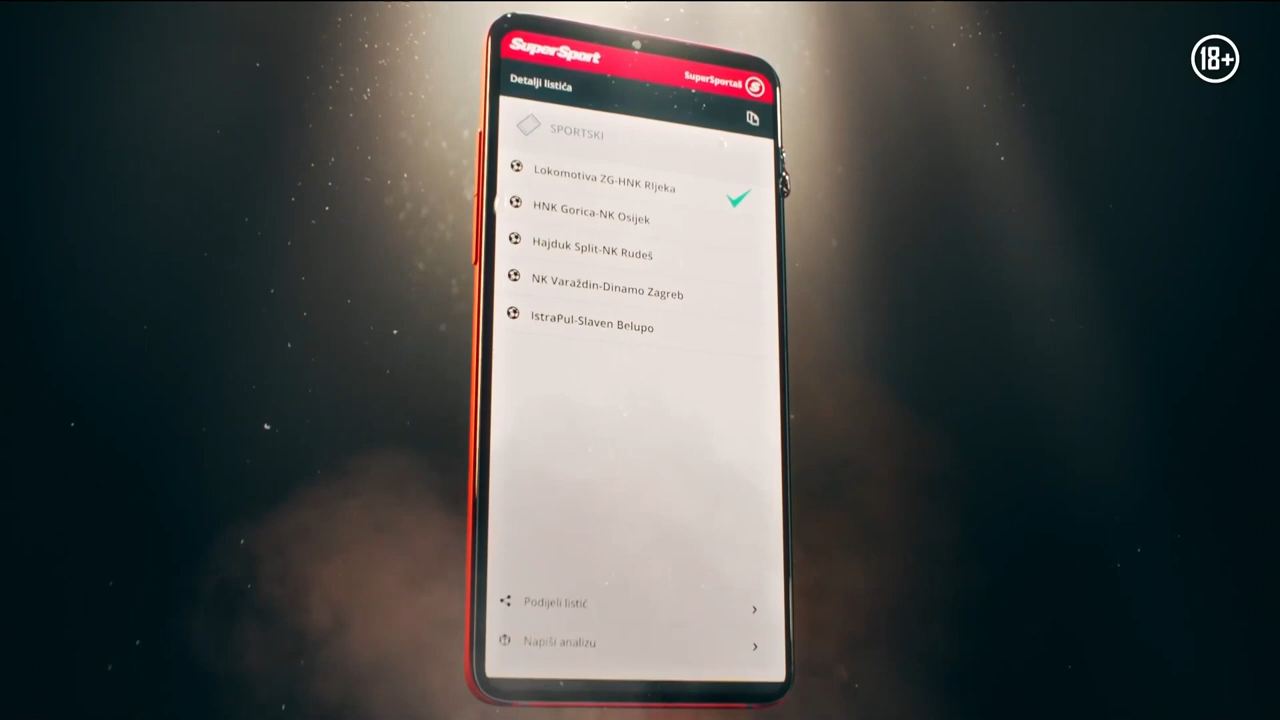 SuperSport
SuperSportaš
18+
Detalji listića
SPORTSKI
Lokomotiva ZG-HNK RIjeka
HNK Gorica-NK Osijek
Hajduk Split-NK Rudeš
NK Varaždin-Dinamo Zagreb
IstraPul-Slaven Belupo
Podijeli listić
Napiši analizu